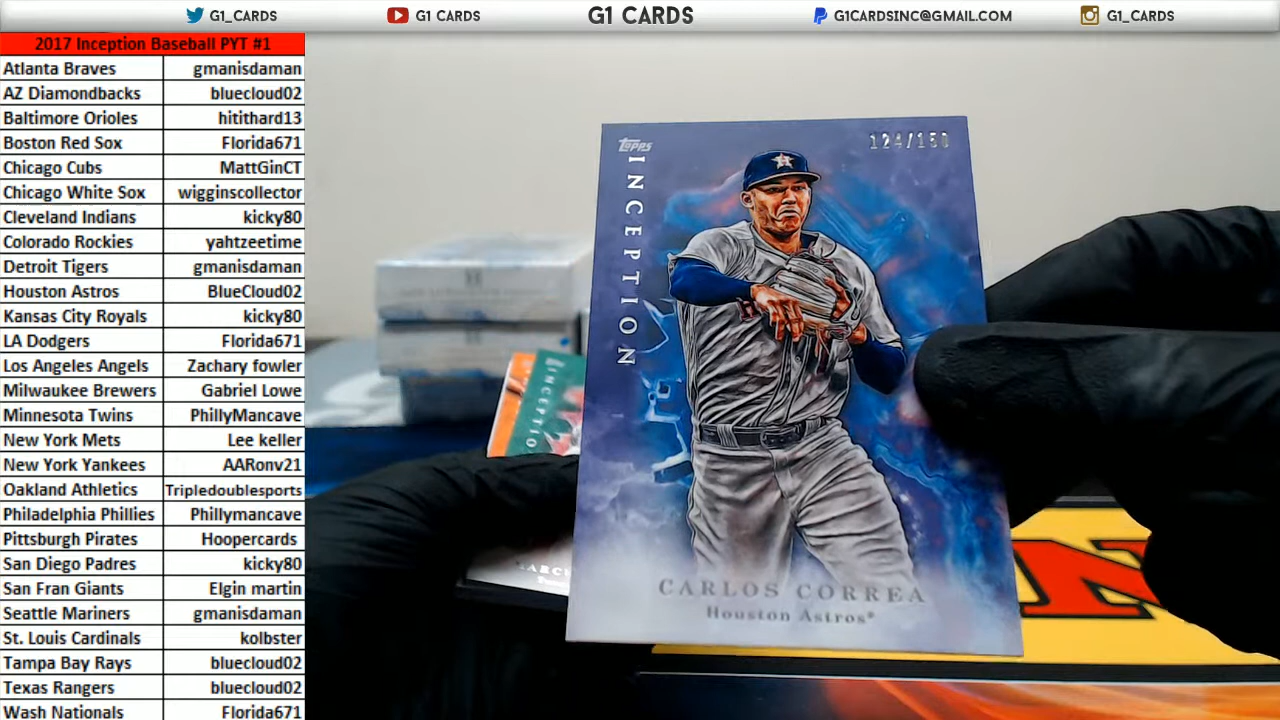 G1_CARDS
G1 CARDS
G1 CARDS
G1CARDSINC@GMAIL.COM
G1_CARDS
2017 Inception Baseball PYT #1
Atlanta Braves gmanisdaman
AZ Diamondbacks bluecloud02
Baltimore Orioles hitithard13
Boston Red Sox Florida671
Chicago Cubs MattGinCT
Chicago White Sox wigginscollector
Cleveland Indians kicky80
Colorado Rockies yahtzeetime
Detroit Tigers gmanisdaman
Houston Astros BlueCloud02
Kansas City Royals kicky80
LA Dodgers Florida671
Los Angeles Angels Zachary fowler
Milwaukee Brewers Gabriel Lowe
Minnesota Twins PhillyMancave
New York Mets Lee keller
New York Yankees AARonv21
Oakland Athletics Tripledoublesports
Philadelphia Phillies Phillymancave
Pittsburgh Pirates Hoopercards
San Diego Padres kicky80
San Fran Giants Elgin martin
Seattle Mariners gmanisdaman
St. Louis Cardinals kolbster
Tampa Bay Rays bluecloud02
Texas Rangers bluecloud02
Wash Nationals Florida671
Topps
124/150
INCEPTION
CARLOS CORREA
Houston Astros®
INCEPTIO
N